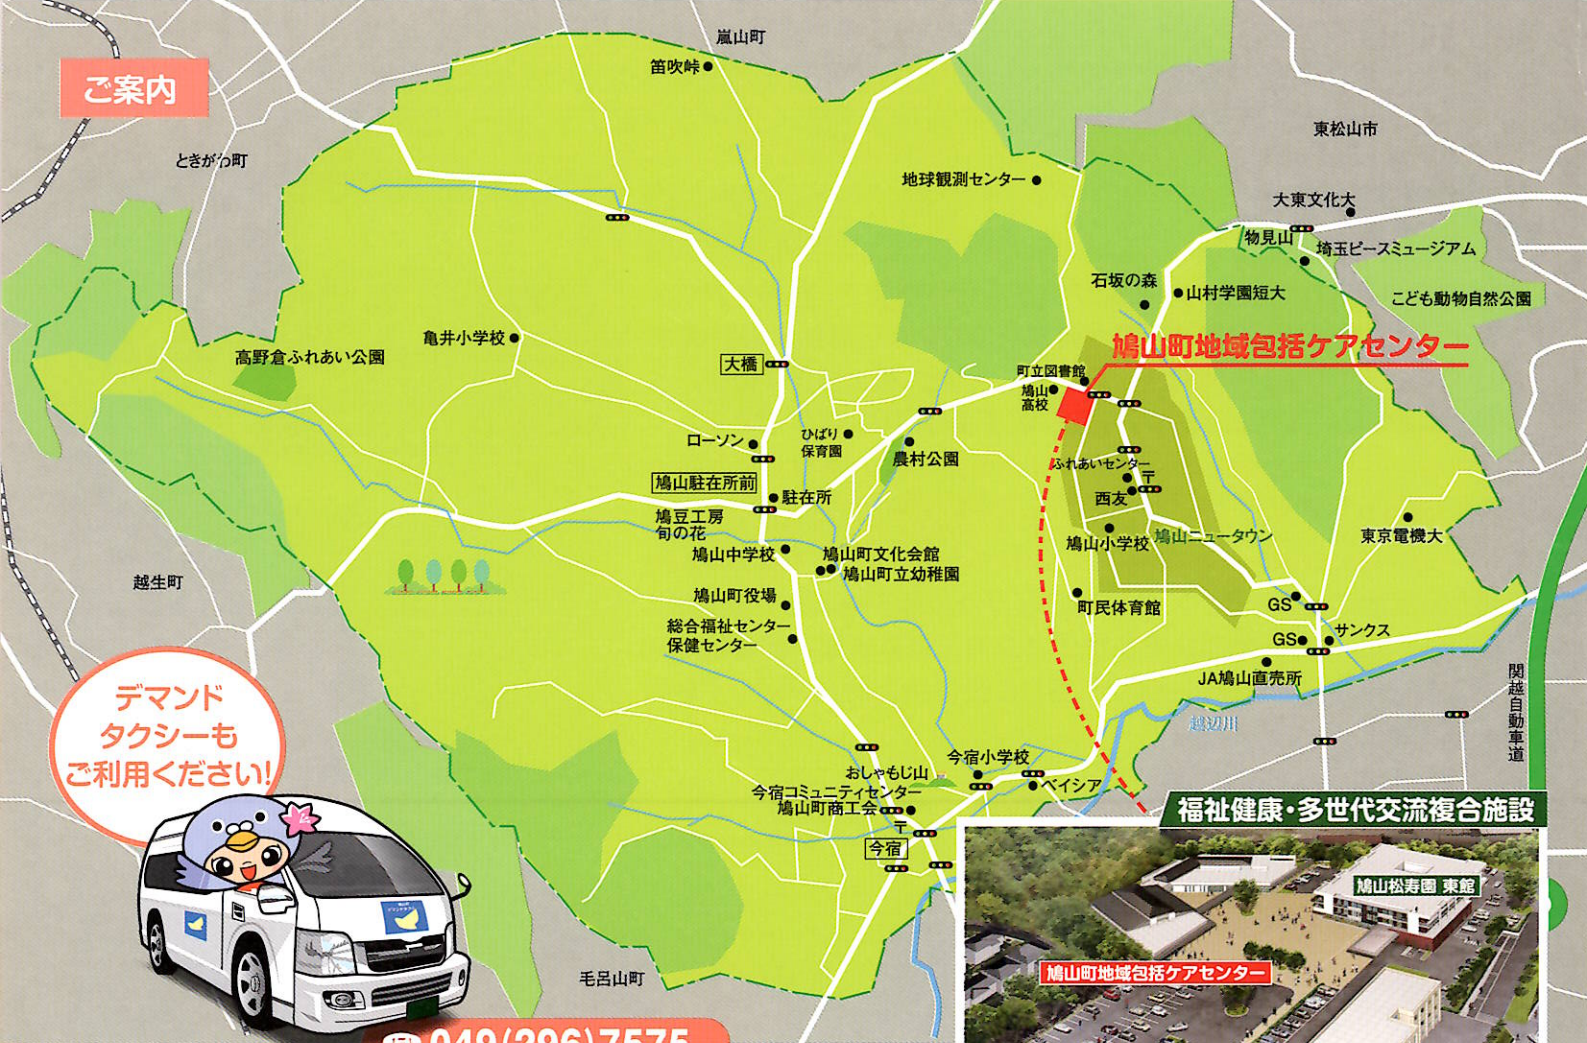 嵐山町
笛吹峠
ご案内
ときがわ町
東松山市
地球観測センター
大東文化大
物見山
埼玉ピースミュージアム
石坂の森
山村学園短大
こども動物自然公園
亀井小学校
高野倉ふれあい公園
大橋
鳩山町地域包括ケアセンター
町立図書館
鳩山
高校
ローソン
ひばり
保育園
農村公園
ふれあいセンター
〒
西友
鳩山駐在所前
駐在所
鳩豆工房
旬の花
鳩山小学校
鳩山ニュータウン
東京電機大
鳩山中学校
鳩山町文化会館
鳩山町立幼稚園
越生町
鳩山町役場
総合福祉センター
保健センター
町民体育館
GS
GS
サンクス
JA鳩山直売所
関越自動車道
越辺川
デマンド
タクシーも
ご利用ください!
今宿小学校
おしゃもじ山
ベイシア
今宿コミュニティセンター
鳩山町商工会
〒
今宿
福祉健康・多世代交流複合施設
鳩山松寿園 東館
鳩山町地域包括ケアセンター
毛呂山町
☎049(296)7575